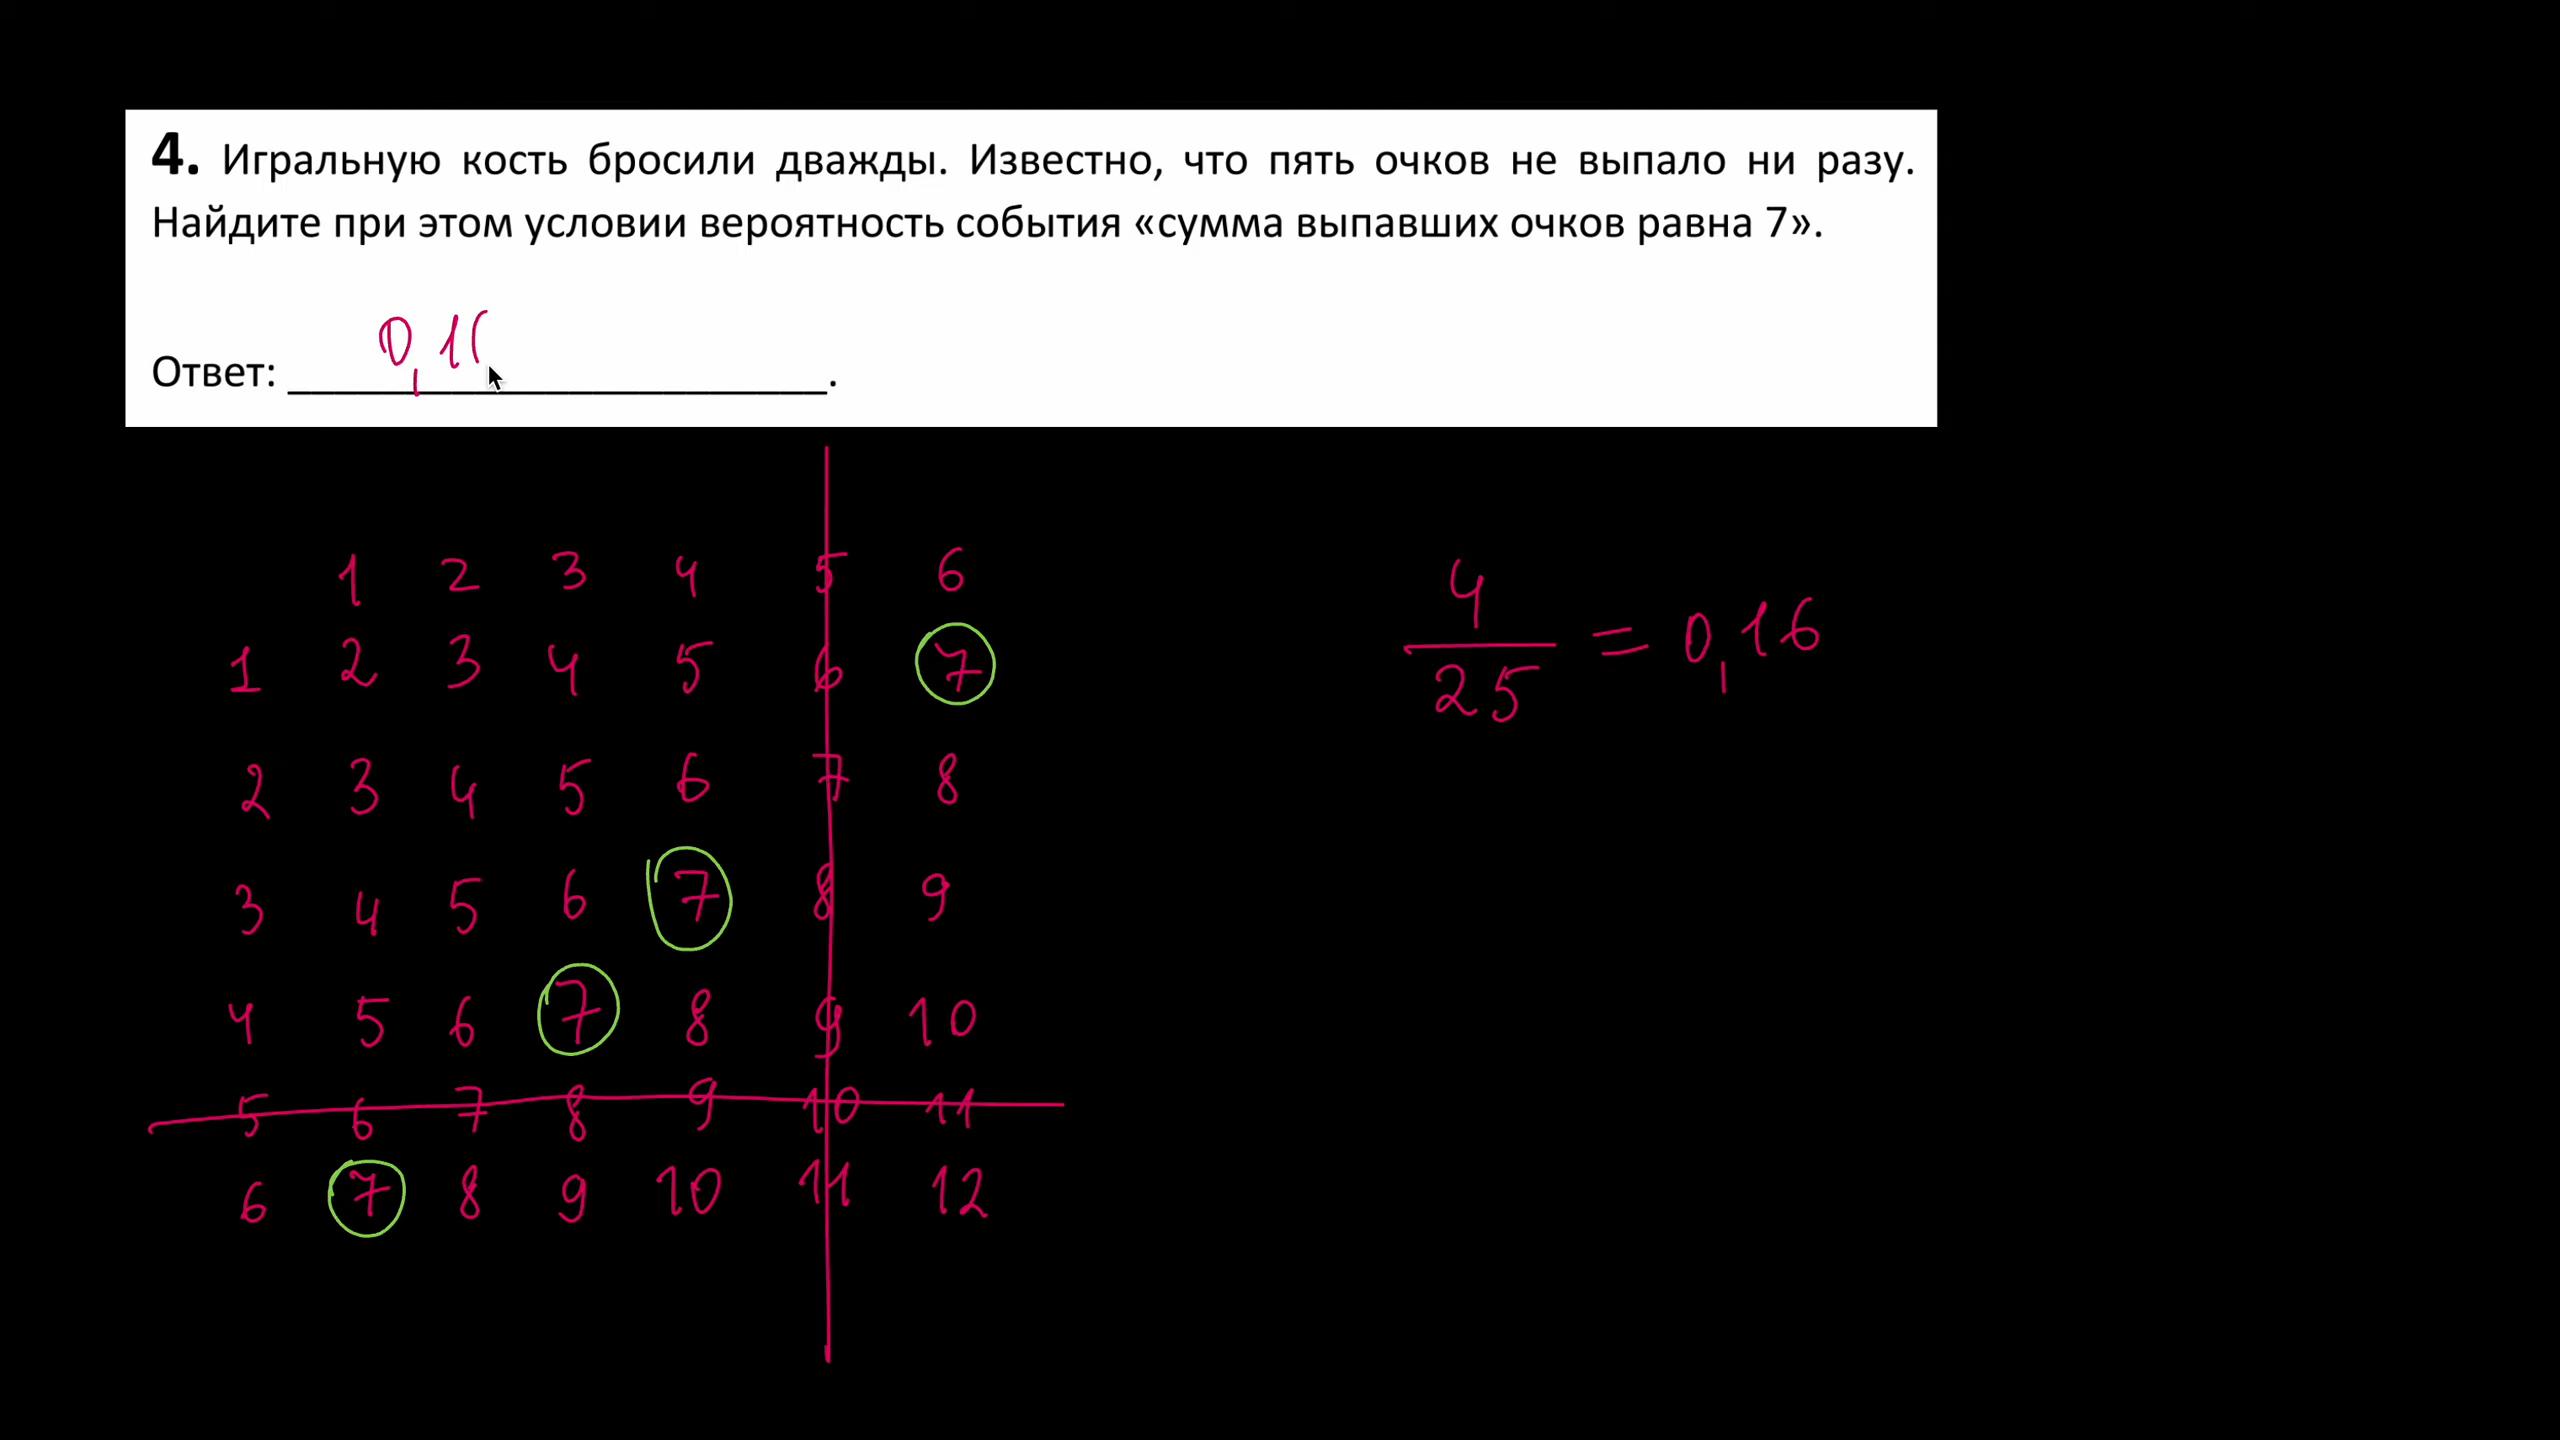 4. Игральную кость бросили дважды. Известно, что пять очков не выпало ни разу.
Найдите при этом условии вероятность события «сумма выпавших очков равна 7».
0,1
Ответ: _______________________.
1 2 3 4 5 6
1 2 3 4 5 6 7
2 3 4 5 6 7 8
3 4 5 6 7 8 9
4 5 6 7 8 9 10
5 6 7 8 9 10 11
6 7 8 9 10 11 12
4
25 = 0,16